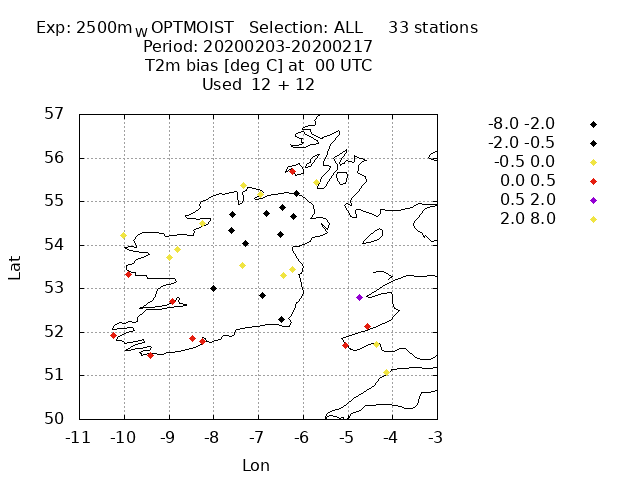 Exp: 2500m_W OPTMOIST Selection: ALL 33 stations
Period: 20200203-20200217
T2m bias [deg C] at 00 UTC
Used 12 + 12
57
56
55
54
53
52
51
50
Lat
-11 -10 -9 -8 -7 -6 -5 -4 -3
Lon
-8.0 -2.0
-2.0 -0.5
-0.5 0.0
0.0 0.5
0.5 2.0
2.0 8.0